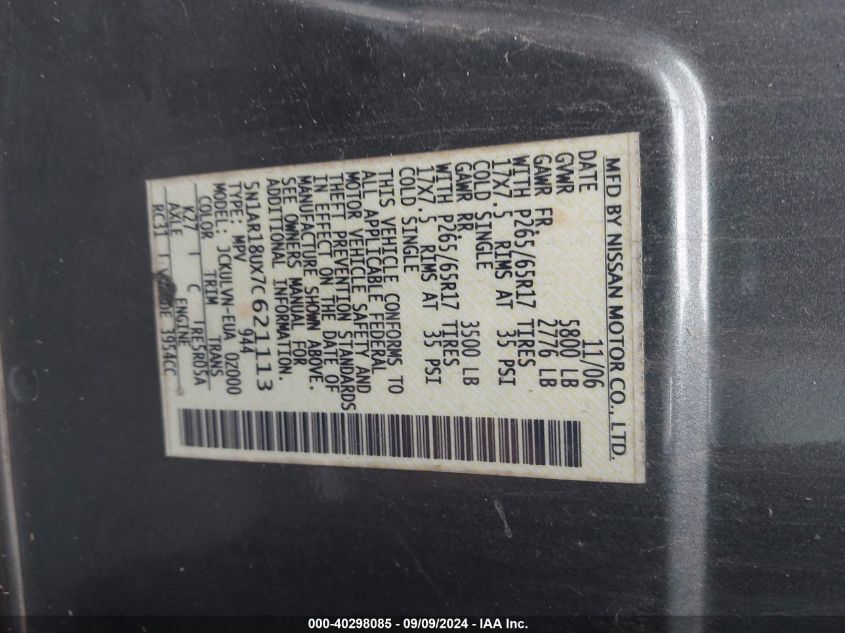 MFD BY NISSAN MOTOR CO., LTD.
DATE 11/06
GVWR 5800 LB
GAWR FR. 2776 LB
WITH P265/65R17 TIRES
17X7.5 RIMS AT 35 PSI
COLD SINGLE
GAWR RR. 3500 LB
WITH P265/65R17 TIRES
17X7.5 RIMS AT 35 PSI
COLD SINGLE
THIS VEHICLE CONFORMS TO
ALL APPLICABLE FEDERAL
MOTOR VEHICLE SAFETY AND
THEFT PREVENTION STANDARDS
IN EFFECT ON THE DATE OF
MANUFACTURE SHOWN ABOVE.
SEE OWNERS MANUAL FOR
ADDITIONAL INFORMATION.
5N1AR18UX7C621113
TYPE: MPV 944
MODEL: JCKULVN-EUA 0Z000
COLOR TRIM TRANS
K27 C RE5R05A
AXLE ENGINE
RC31 3954CC
000-40298085 - 09/09/2024 - IAA Inc.